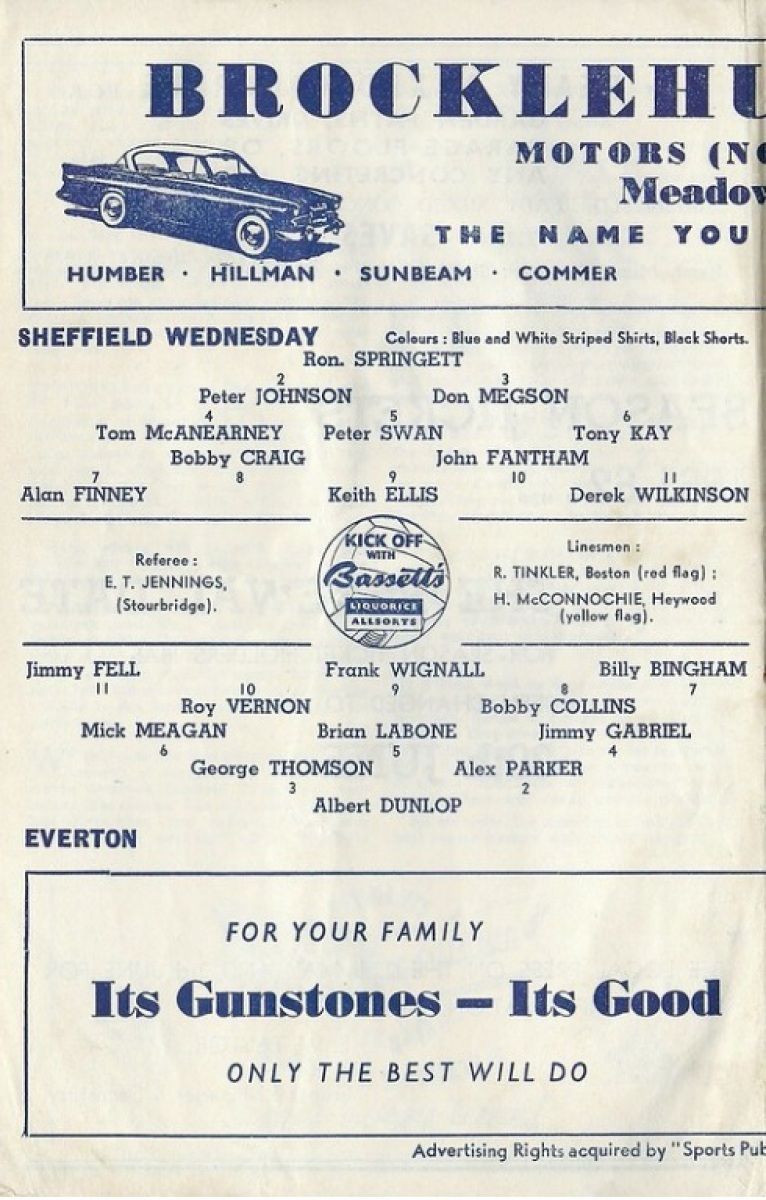 BROCKLEHU
MOTORS (NO
Meadow
THE NAME YOU
HUMBER · HILLMAN · SUNBEAM · COMMER
SHEFFIELD WEDNESDAY Colours : Blue and White Striped Shirts, Black Shorts.
Ron. SPRINGETT
2 3
Peter JOHNSON Don MEGSON
4 5 6
Tom McANEARNEY Peter SWAN Tony KAY
Bobby CRAIG John FANTHAM
7 8 9 10 11
Alan FINNEY Keith ELLIS Derek WILKINSON
Referee :
E. T. JENNINGS,
(Stourbridge).
KICK OFF
WITH
Bassett's
LIQUORICE
ALLSORTS
Linesmen :
R. TINKLER, Boston (red flag) ;
H. McCONNOCHIE, Heywood
(yellow flag).
Jimmy FELL Frank WIGNALL Billy BINGHAM
11 10 9 8 7
Roy VERNON Bobby COLLINS
Mick MEAGAN Brian LABONE Jimmy GABRIEL
6 5 4
George THOMSON Alex PARKER
3 2
Albert DUNLOP
EVERTON
FOR YOUR FAMILY
Its Gunstones — Its Good
ONLY THE BEST WILL DO
Advertising Rights acquired by "Sports Pub